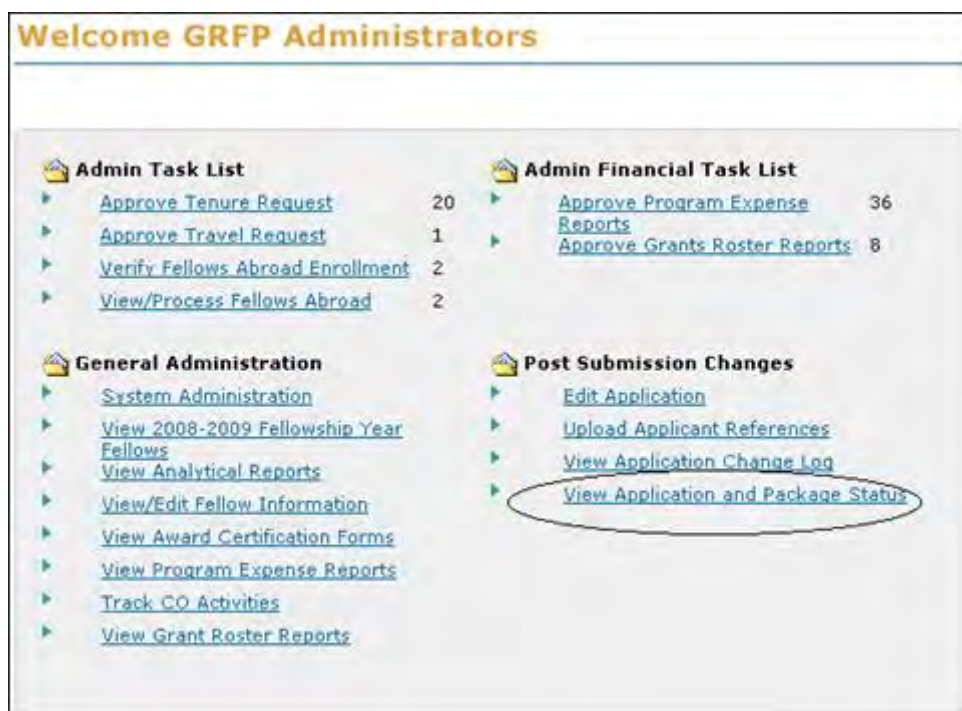 Welcome GRFP Administrators
Admin Task List
Approve Tenure Request 20
Approve Travel Request 1
Verify Fellows Abroad Enrollment 2
View/Process Fellows Abroad 2
Admin Financial Task List
Approve Program Expense 36
Reports
Approve Grants Roster Reports 8
General Administration
System Administration
View 2008-2009 Fellowship Year
Fellows
View Analytical Reports
View/Edit Fellow Information
View Award Certification Forms
View Program Expense Reports
Track CO Activities
View Grant Roster Reports
Post Submission Changes
Edit Application
Upload Applicant References
View Application Change Log
View Application and Package Status